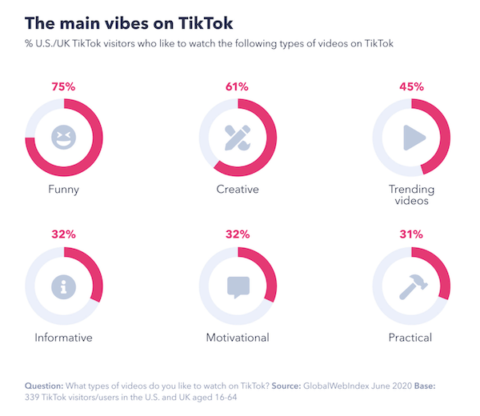 The main vibes on TikTok
% U.S./UK TikTok visitors who like to watch the following types of videos on TikTok
75%
61%
45%
Funny
Creative
Trending
videos
32%
32%
31%
Informative
Motivational
Practical
Question: What types of videos do you like to watch on TikTok? Source: GlobalWebIndex June 2020 Base:
339 TikTok visitors/users in the U.S. and UK aged 16-64